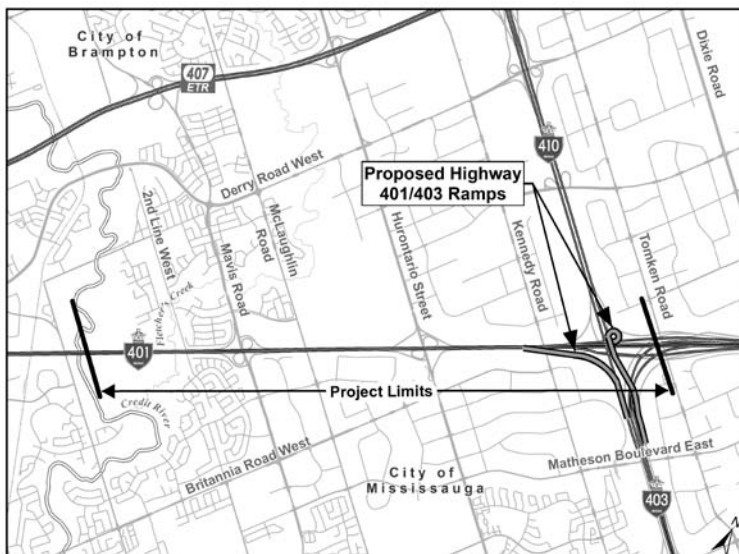 City of
Brampton
407
ETR
Dixie Road
410
Derry Road West
Proposed Highway
401/403 Ramps
2nd Line West
McLaughlin
Road
Mavis Road
Hurontario Street
Kennedy Road
Tomken Road
Fletcher's Creek
401
Project Limits
Credit River
Britannia Road West
City of
Mississauga
Matheson Boulevard East
403
N